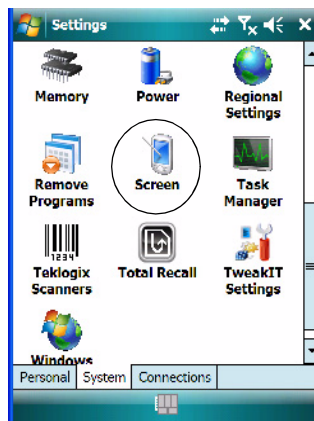 Settings
Memory
Power
Regional
Settings
Remove
Programs
Screen
Task
Manager
1234
Teklogix
Scanners
Total Recall
TweakIT
Settings
Windows
Personal
System
Connections